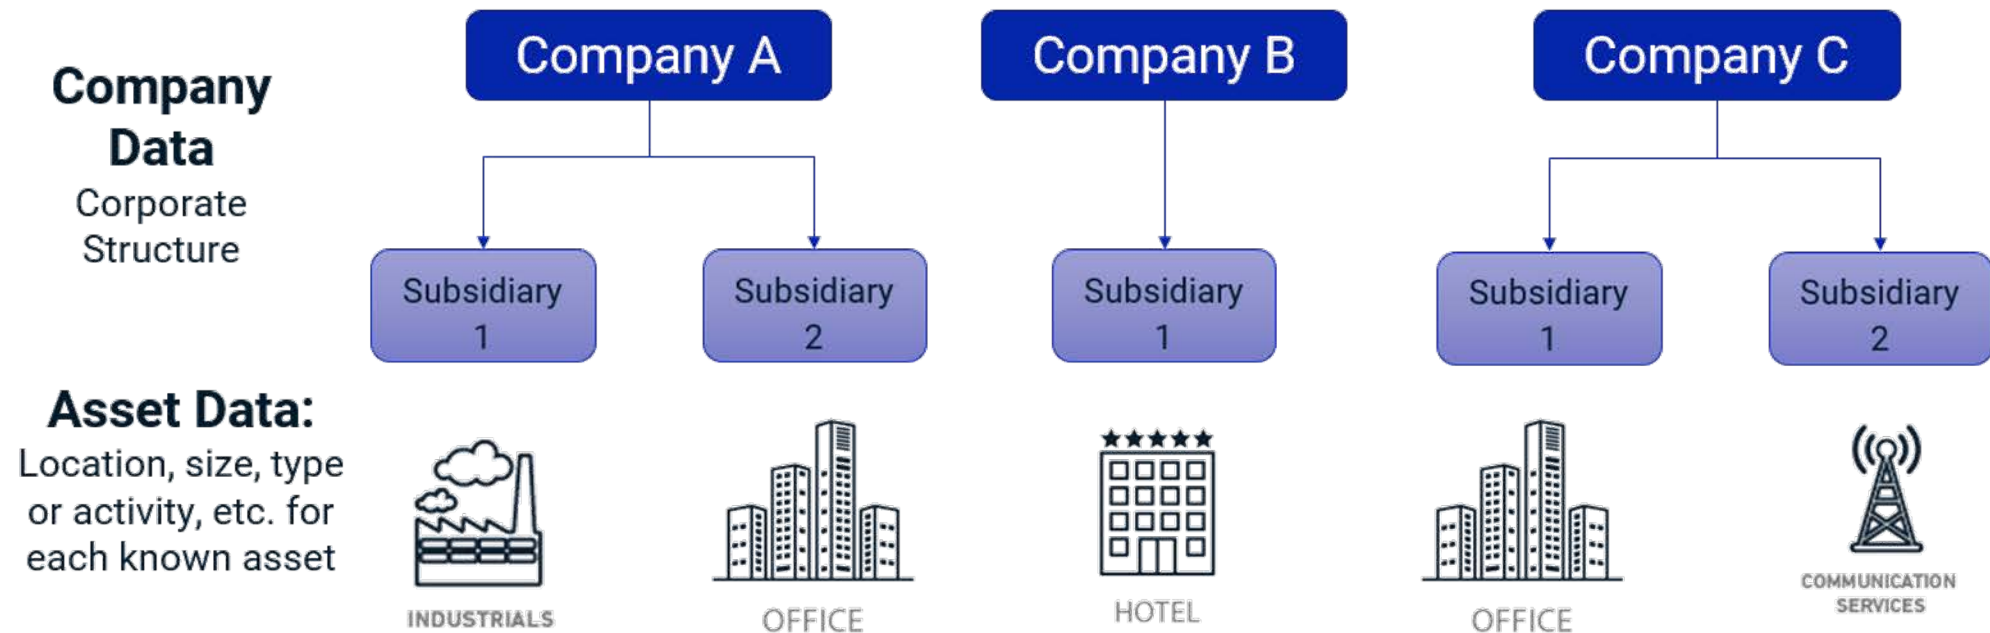 Company A
Company B
Company C
Company
Data
Corporate
Structure
Subsidiary
1
Subsidiary
2
Subsidiary
1
Subsidiary
1
Subsidiary
2
Asset Data:
Location, size, type
or activity, etc. for
each known asset
INDUSTRIALS
OFFICE
HOTEL
OFFICE
COMMUNICATION
SERVICES